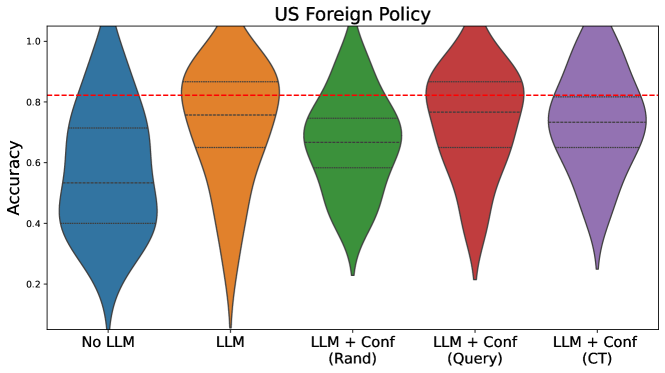 US Foreign Policy
Accuracy
1.0
0.8
0.6
0.4
0.2
No LLM
LLM
LLM + Conf
(Rand)
LLM + Conf
(Query)
LLM + Conf
(CT)